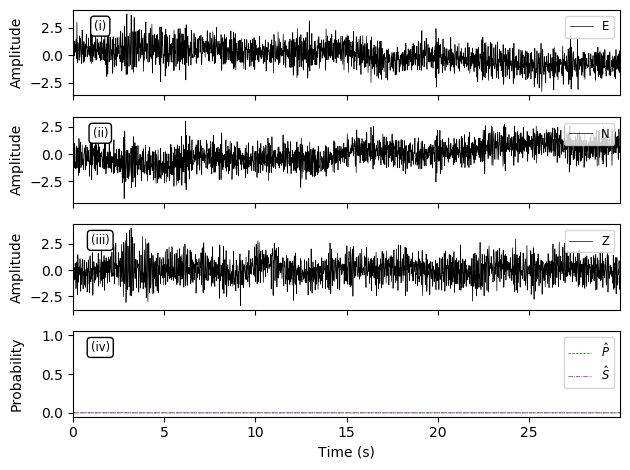 Amplitude
2.5
0.0
−2.5
(i)
E
Amplitude
2.5
0.0
−2.5
(ii)
N
Amplitude
2.5
0.0
−2.5
(iii)
Z
Probability
1.0
0.5
0.0
(iv)
P̂
Ŝ
0 5 10 15 20 25
Time (s)